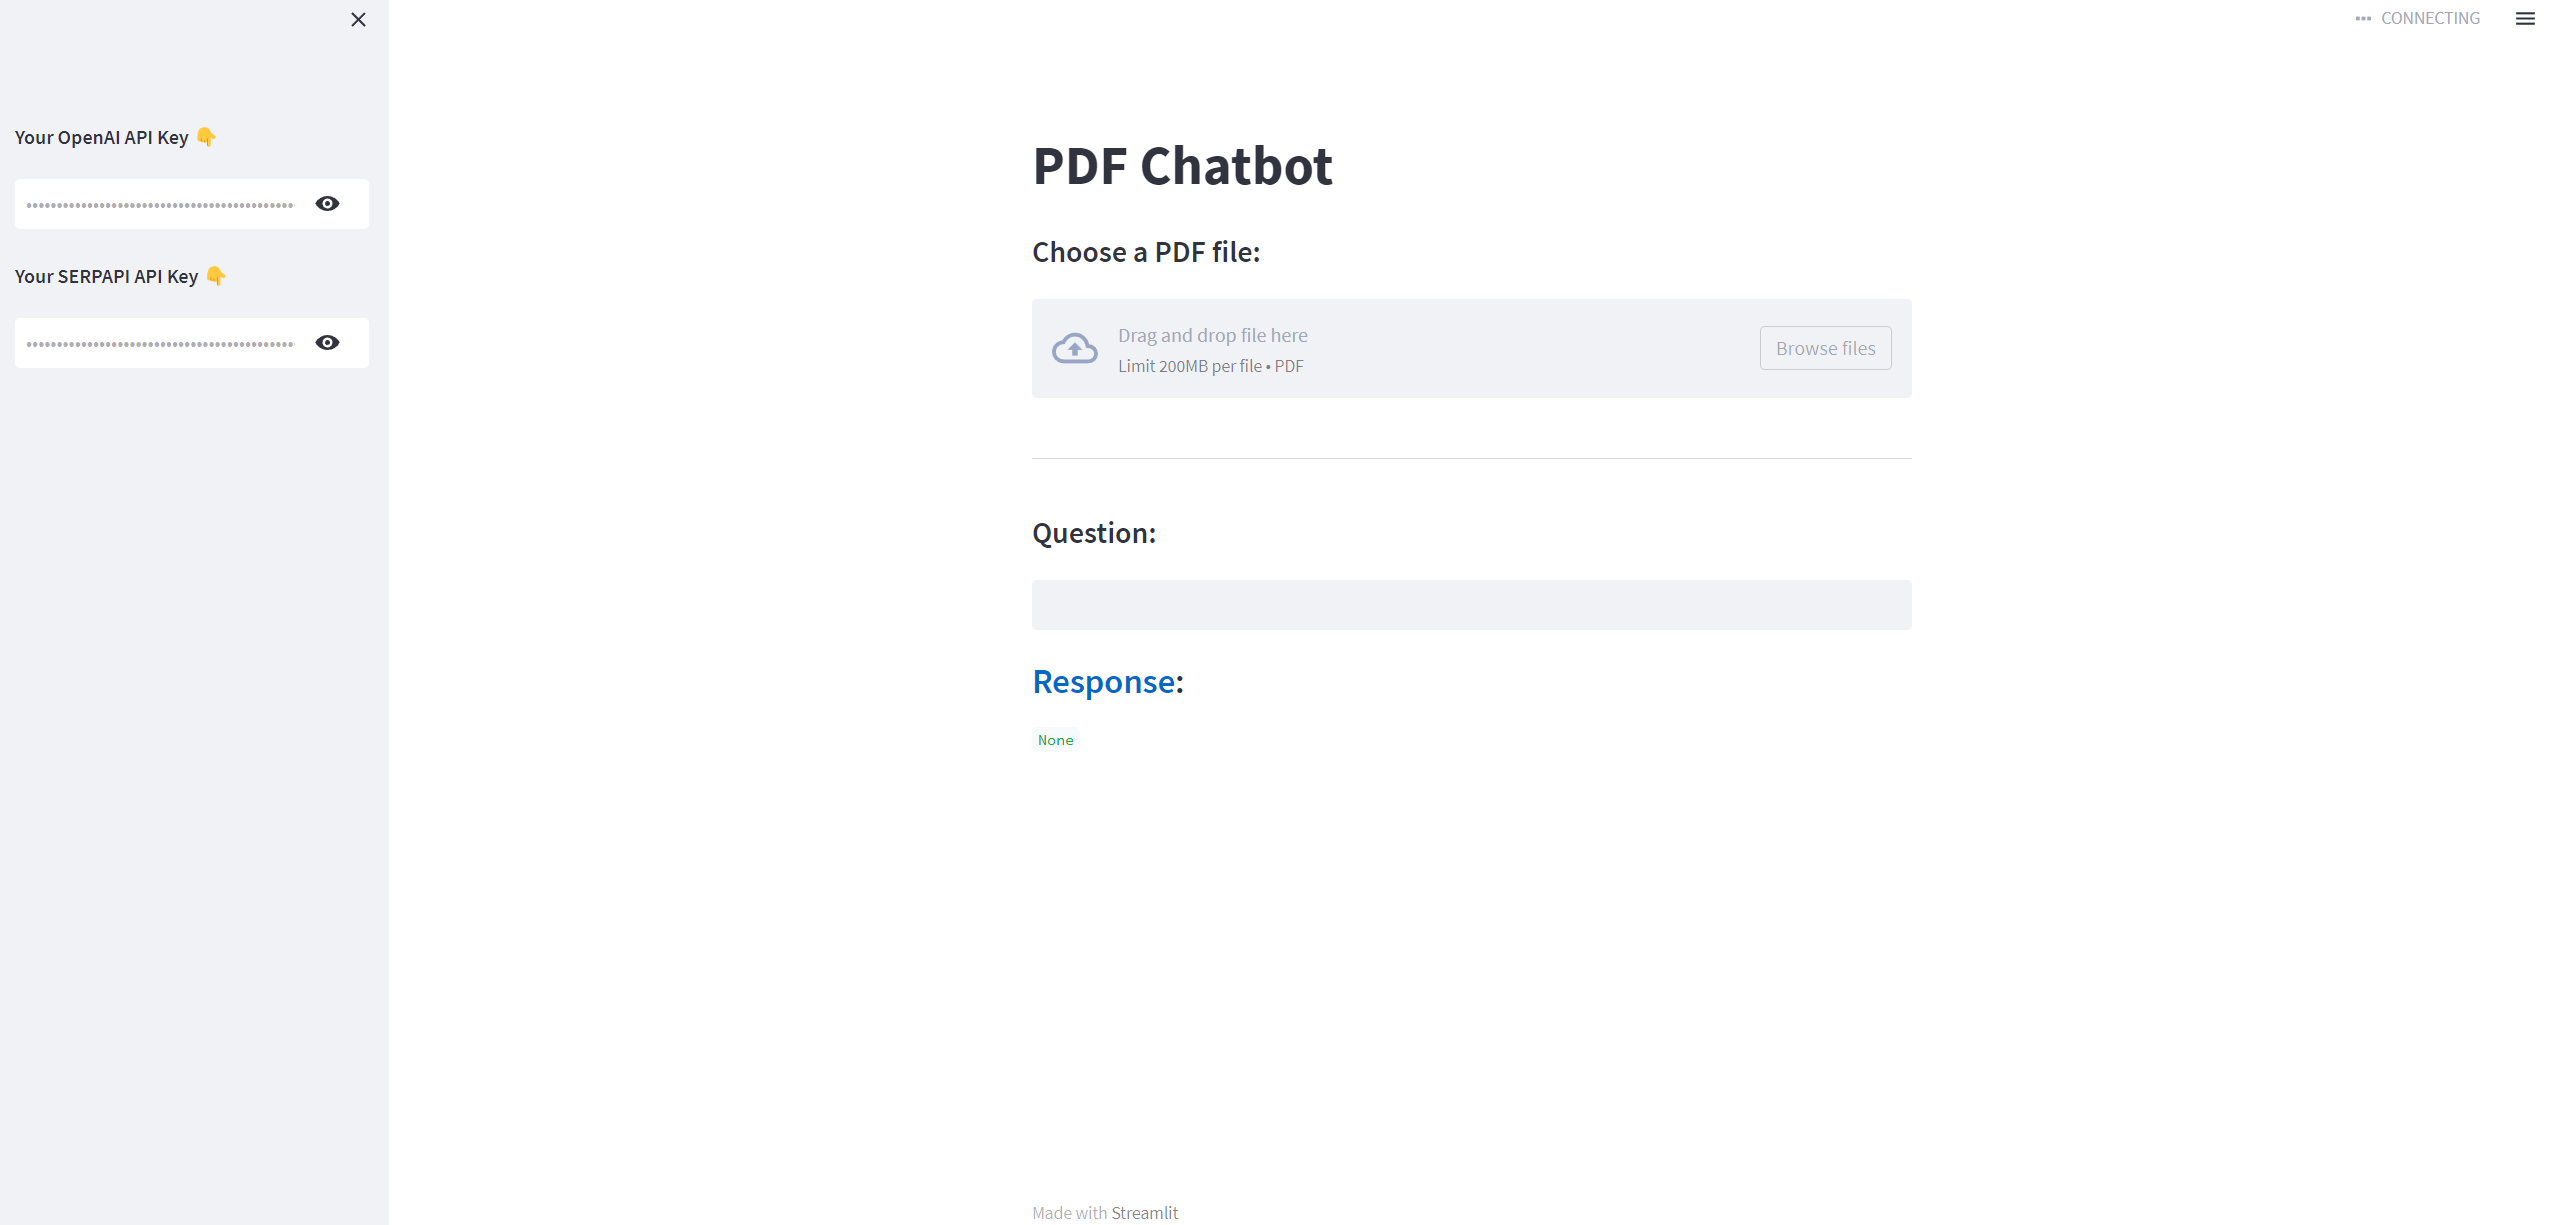 CONNECTING
Your OpenAI API Key 👇
••••••••••••••••••••••••••••••••••••••••••••
Your SERPAPI API Key 👇
••••••••••••••••••••••••••••••••••••••••••••
PDF Chatbot
Choose a PDF file:
Drag and drop file here
Limit 200MB per file • PDF
Browse files
Question:
Response:
None
Made with Streamlit